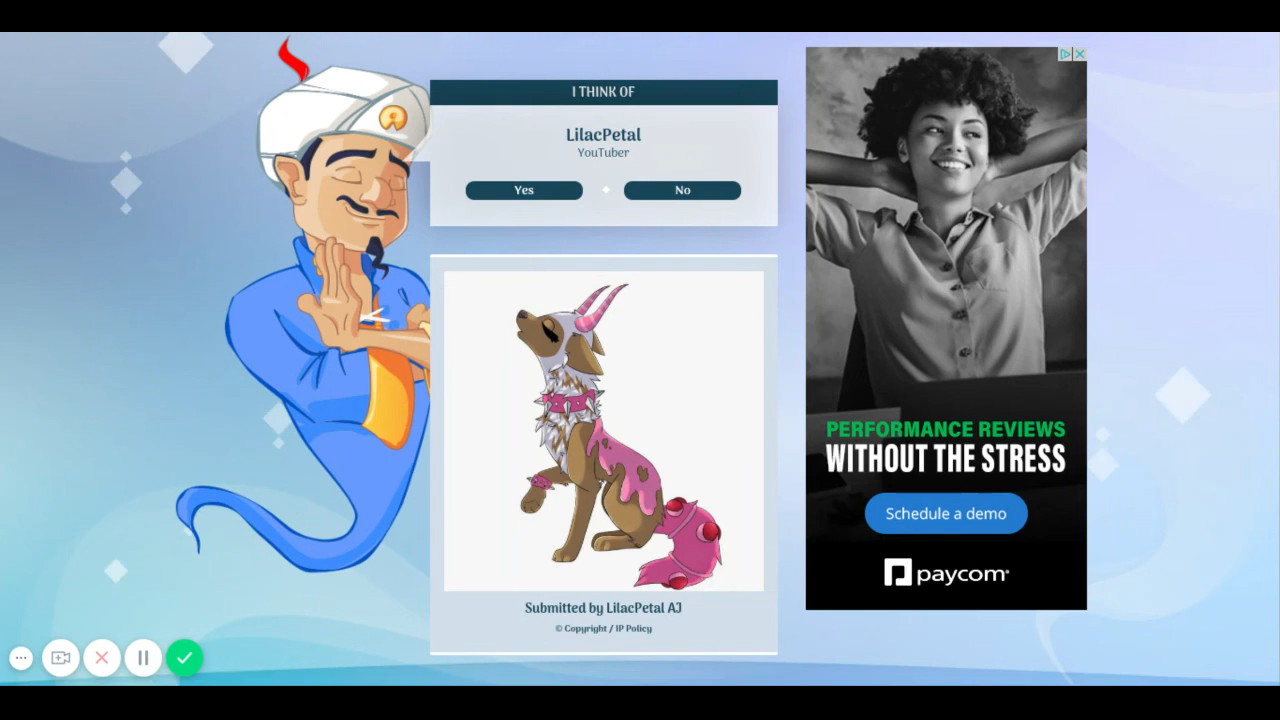 I THINK OF
LilacPetal
YouTuber
Yes
No
Submitted by LilacPetal AJ
© Copyright / IP Policy
PERFORMANCE REVIEWS
WITHOUT THE STRESS
Schedule a demo
paycom®